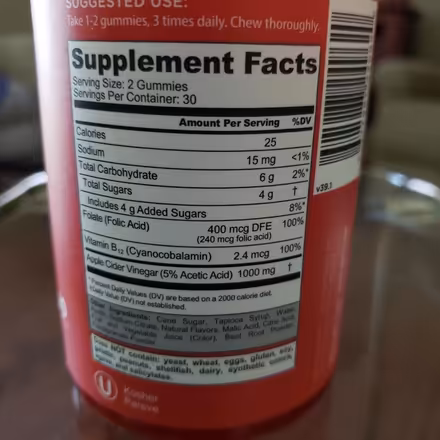 SUGGESTED USE:
Take 1-2 gummies, 3 times daily. Chew thoroughly.
Supplement Facts
Serving Size: 2 Gummies
Servings Per Container: 30
Amount Per Serving %DV
Calories 25
Sodium 15 mg <1%
Total Carbohydrate 6 g 2%*
Total Sugars 4 g †
Includes 4 g Added Sugars 8%*
Folate (Folic Acid) 400 mcg DFE 100%
(240 mcg folic acid)
Vitamin B12 (Cyanocobalamin) 2.4 mcg 100%
Apple Cider Vinegar (5% Acetic Acid) 1000 mg †
*Percent Daily Values (DV) are based on a 2000 calorie diet.
†Daily Value (DV) not established.
Other Ingredients: Cane Sugar, Tapioca Syrup, Water,
Sodium Citrate, Natural Flavors, Malic Acid, Citric Acid,
Juice (Color), Beet Root Powder,
Does NOT contain: yeast, wheat, eggs, gluten, soy,
peanuts, shellfish, dairy, synthetic
and salicylates.
U
Kosher
Pareve